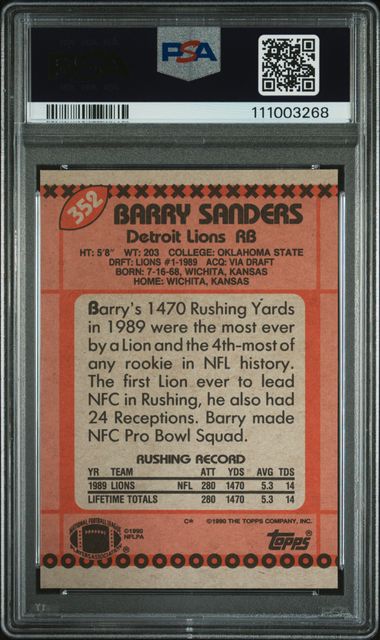 PSA
111003268
352
BARRY SANDERS
Detroit Lions RB
HT: 5'8" WT: 203 COLLEGE: OKLAHOMA STATE
DRFT: LIONS #1-1989 ACQ: VIA DRAFT
BORN: 7-16-68, WICHITA, KANSAS
HOME: WICHITA, KANSAS
Barry's 1470 Rushing Yards
in 1989 were the most ever
by a Lion and the 4th-most of
any rookie in NFL history.
The first Lion ever to lead
NFC in Rushing, he also had
24 Receptions. Barry made
NFC Pro Bowl Squad.
RUSHING RECORD
YR TEAM ATT YDS AVG TDS
1989 LIONS NFL 280 1470 5.3 14
LIFETIME TOTALS 280 1470 5.3 14
NATIONAL FOOTBALL LEAGUE
PLAYERS ASSOCIATION
©1990
NFLPA
C* ©1990 THE TOPPS COMPANY, INC.
topps®